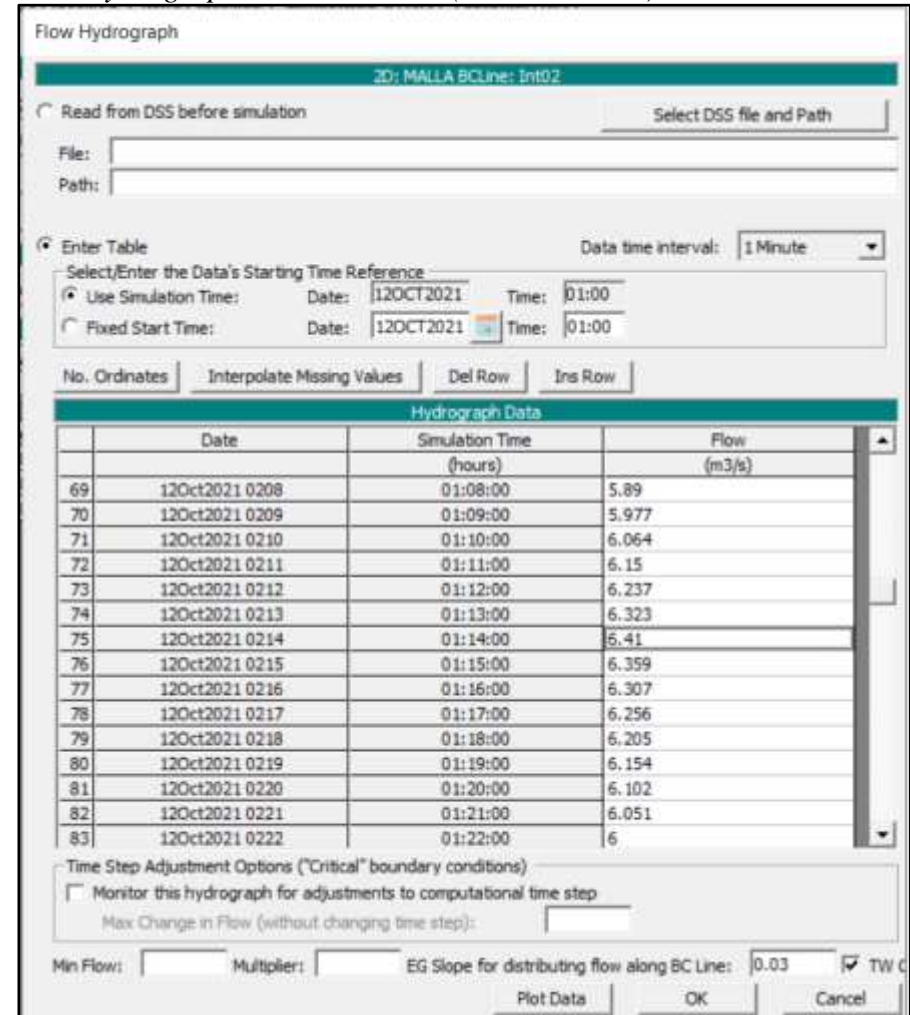 Flow Hydrograph
2D: MALLA BCLine: Int02
Read from DSS before simulation Select DSS file and Path
File:
Path:
Enter Table Data time interval: 1 Minute
Select/Enter the Data's Starting Time Reference
Use Simulation Time: Date: 12OCT2021 Time: 01:00
Fixed Start Time: Date: 12OCT2021 Time: 01:00
No. Ordinates Interpolate Missing Values Del Row Ins Row
Hydrograph Data
Date Simulation Time Flow
(hours) (m3/s)
69 12Oct2021 0208 01:08:00 5.89
70 12Oct2021 0209 01:09:00 5.977
71 12Oct2021 0210 01:10:00 6.064
72 12Oct2021 0211 01:11:00 6.15
73 12Oct2021 0212 01:12:00 6.237
74 12Oct2021 0213 01:13:00 6.323
75 12Oct2021 0214 01:14:00 6.41
76 12Oct2021 0215 01:15:00 6.359
77 12Oct2021 0216 01:16:00 6.307
78 12Oct2021 0217 01:17:00 6.256
79 12Oct2021 0218 01:18:00 6.205
80 12Oct2021 0219 01:19:00 6.154
81 12Oct2021 0220 01:20:00 6.102
82 12Oct2021 0221 01:21:00 6.051
83 12Oct2021 0222 01:22:00 6
Time Step Adjustment Options ("Critical" boundary conditions)
Monitor this hydrograph for adjustments to computational time step
Max Change in Flow (without changing time step):
Min Flow: Multiplier: EG Slope for distributing flow along BC Line: 0.03 TW
Plot Data OK Cancel